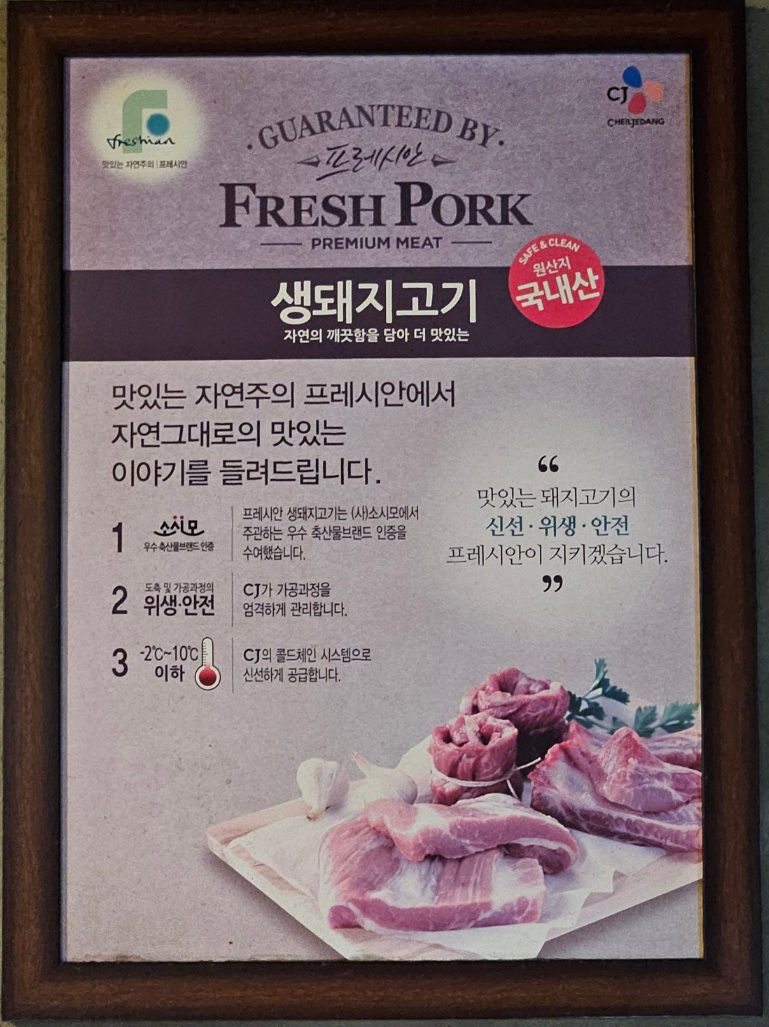 freshian
맛있는 자연주의 | 프레시안
CJ
CHEILJEDANG
· GUARANTEED BY ·
프레시안
FRESH PORK
PREMIUM MEAT
SAFE & CLEAN
원산지
국내산
생돼지고기
자연의 깨끗함을 담아 더 맛있는
맛있는 자연주의 프레시안에서
자연그대로의 맛있는
이야기를 들려드립니다.
“
맛있는 돼지고기의
신선 · 위생 · 안전
프레시안이 지키겠습니다.
”
1
소시모
우수 축산물브랜드 인증
프레시안 생돼지고기는 (사)소시모에서
주관하는 우수 축산물브랜드 인증을
수여했습니다.
2
도축 및 가공과정의
위생·안전
CJ가 가공과정을
엄격하게 관리합니다.
3
-2℃~10℃
이하
CJ의 콜드체인 시스템으로
신선하게 공급합니다.